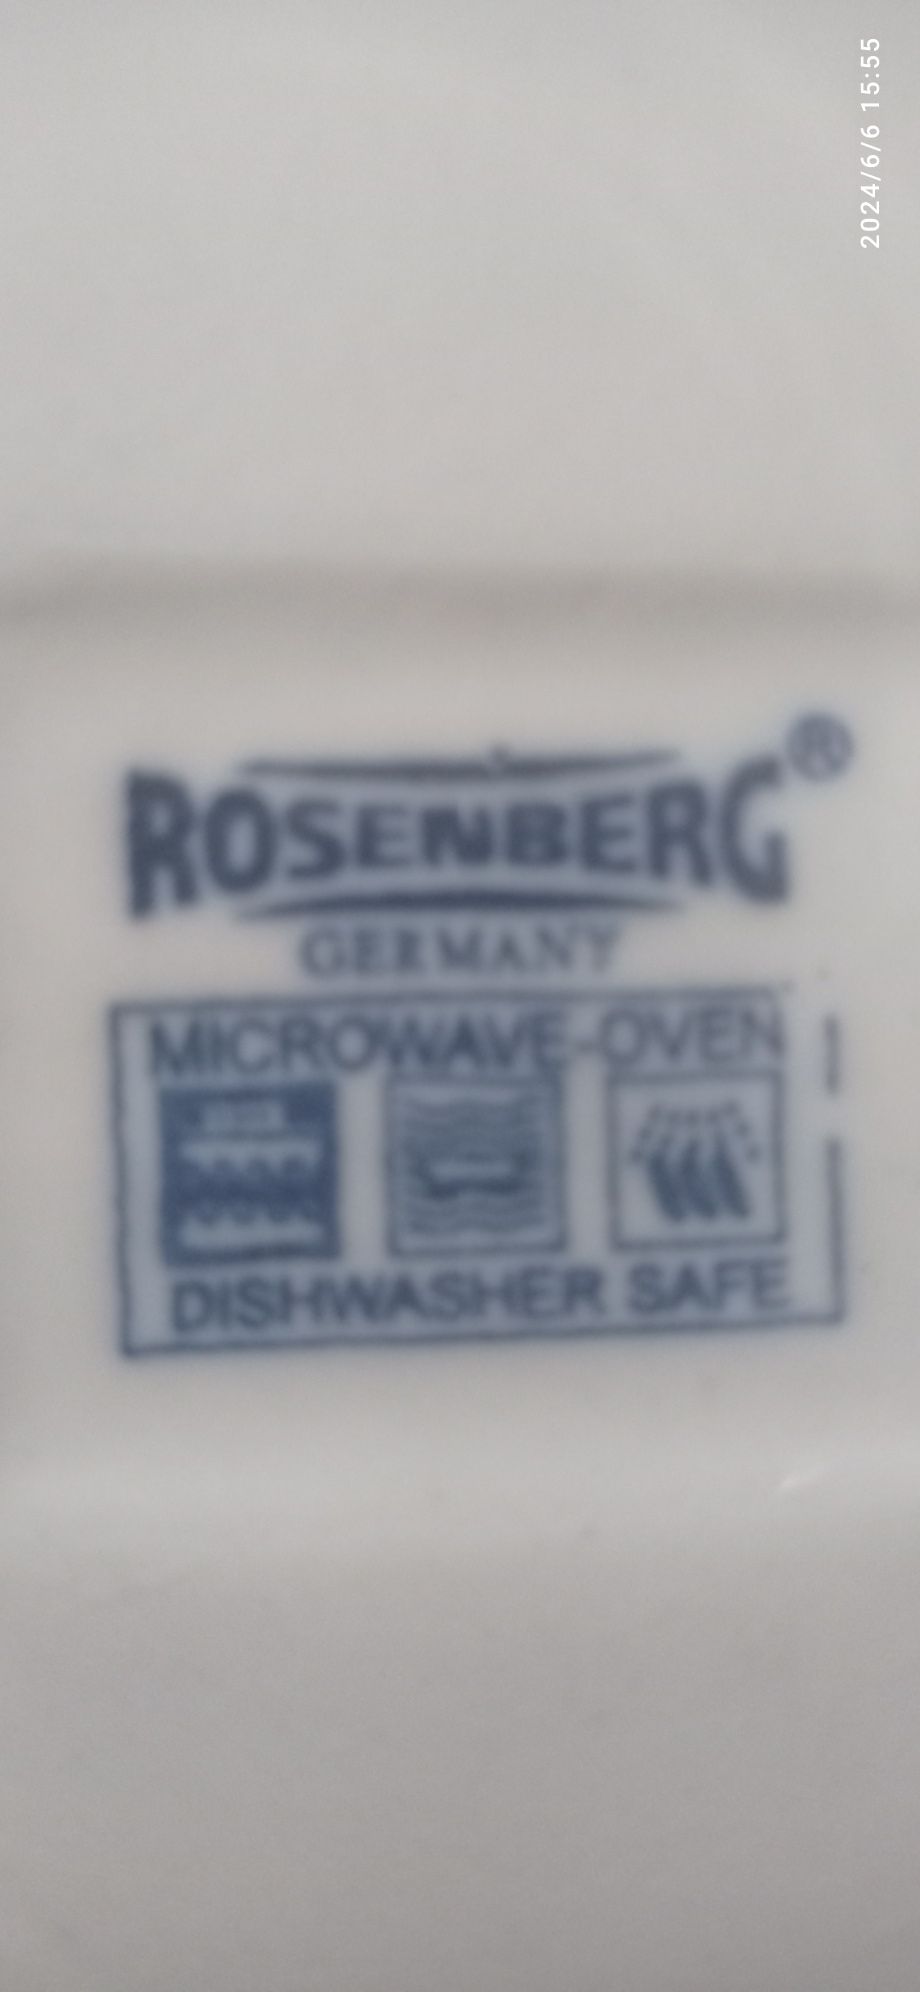 2024/6/6 15:55
ROSENBERG®
GERMANY
MICROWAVE-OVEN
DISHWASHER SAFE